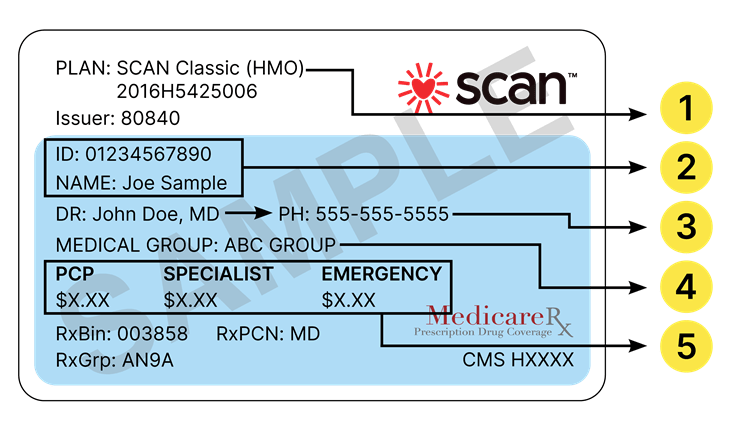 PLAN: SCAN Classic (HMO)
2016H5425006
scan™
Issuer: 80840
1
ID: 01234567890
2
NAME: Joe Sample
DR: John Doe, MD PH: 555-555-5555
3
MEDICAL GROUP: ABC GROUP
4
PCP SPECIALIST EMERGENCY
$X.XX $X.XX $X.XX
MedicareRx
Prescription Drug Coverage
RxBin: 003858 RxPCN: MD
5
RxGrp: AN9A
CMS HXXXX
SAMPLE